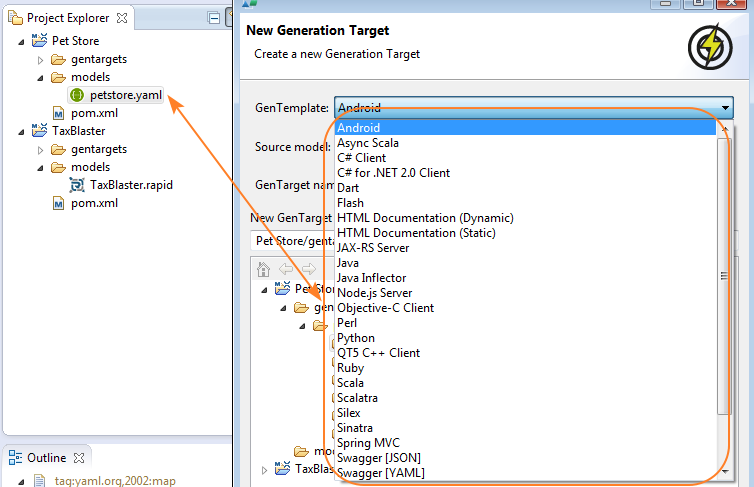 Project Explorer
Pet Store
gentargets
models
petstore.yaml
pom.xml
TaxBlaster
gentargets
models
TaxBlaster.rapid
pom.xml
Outline
tag:yaml.org,2002:map
New Generation Target
Create a new Generation Target
GenTemplate: Android
Source model:
GenTarget nam
New GenTarget
Pet Store/genta
Pet Stor
gen
mo
TaxBla
Android
Async Scala
C# Client
C# for .NET 2.0 Client
Dart
Flash
HTML Documentation (Dynamic)
HTML Documentation (Static)
JAX-RS Server
Java
Java Inflector
Node.js Server
Objective-C Client
Perl
Python
QT5 C++ Client
Ruby
Scala
Scalatra
Silex
Sinatra
Spring MVC
Swagger [JSON]
Swagger [YAML]